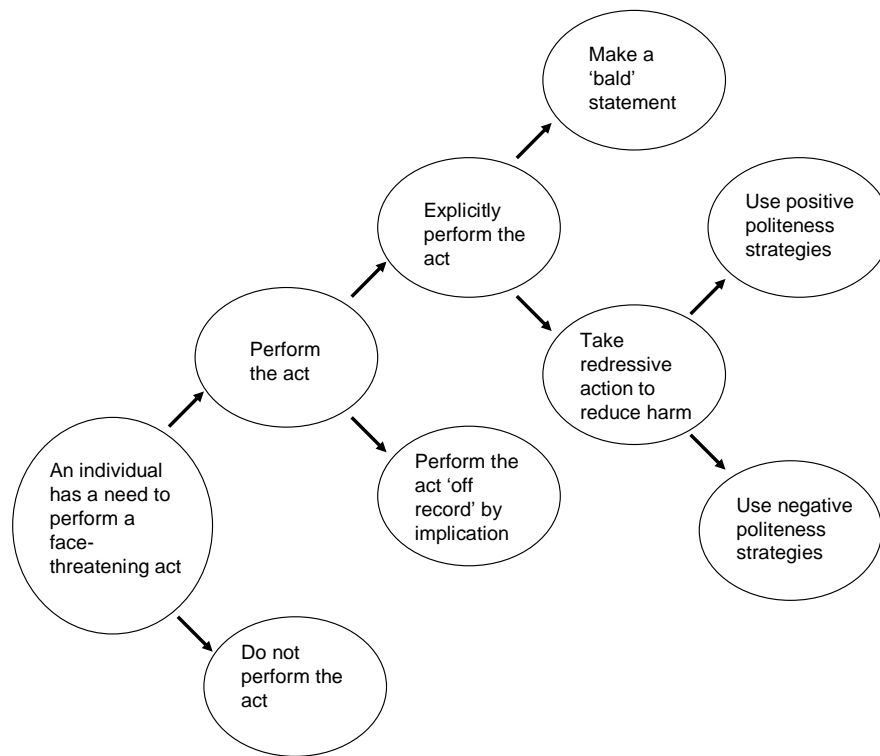 Make a
‘bald’
statement
Explicitly
perform the
act
Use positive
politeness
strategies
Perform
the act
Take
redressive
action to
reduce harm
An individual
has a need to
perform a
face-
threatening act
Perform the
act ‘off
record’ by
implication
Use negative
politeness
strategies
Do not
perform the
act